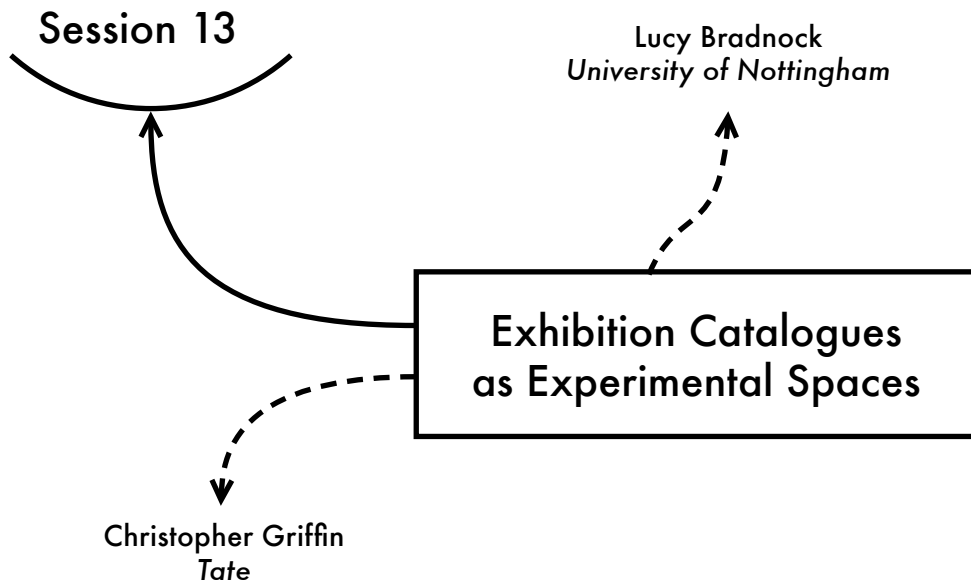 Session 13
Lucy Bradnock
University of Nottingham
Exhibition Catalogues
as Experimental Spaces
Christopher Griffin
Tate